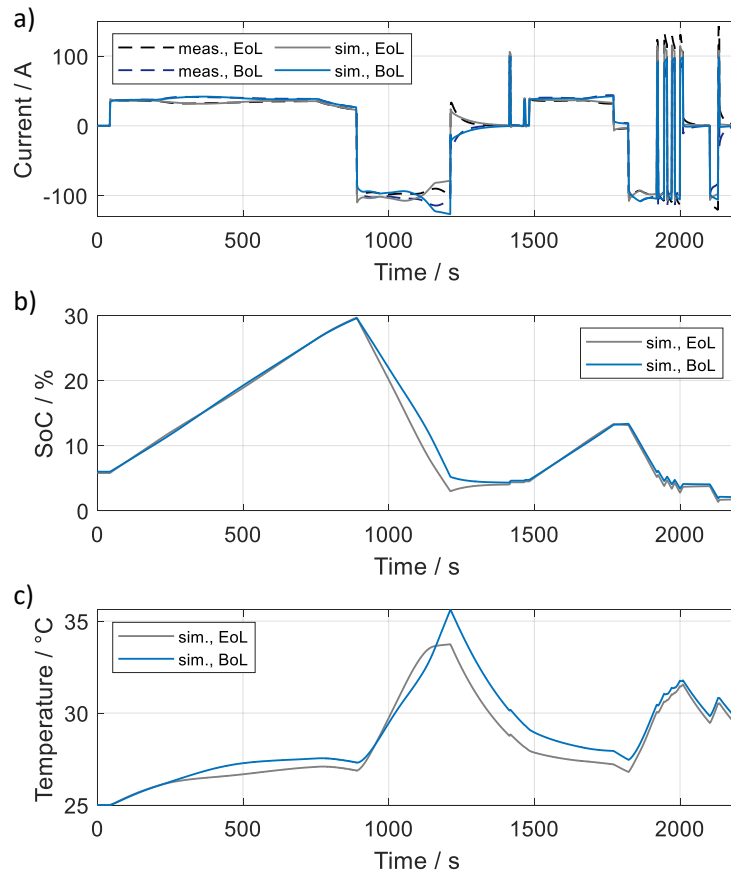 a)
Current / A
100
0
-100
meas., EoL
sim., EoL
meas., BoL
sim., BoL
0
500
1000
1500
2000
Time / s
b)
SoC / %
30
20
10
0
sim., EoL
sim., BoL
0
500
1000
1500
2000
Time / s
c)
Temperature / °C
35
30
25
sim., EoL
sim., BoL
0
500
1000
1500
2000
Time / s